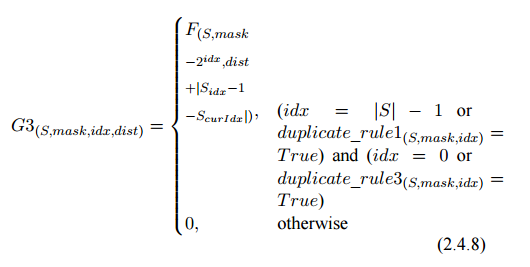 F(S,mask
−2^idx,dist
+|S_idx−1
−S_curIdx|), (idx = |S| − 1 or
G3(S,mask,idx,dist) = duplicate_rule1(S,mask,idx) =
True) and (idx = 0 or
duplicate_rule3(S,mask,idx) =
True)
0, otherwise
(2.4.8)